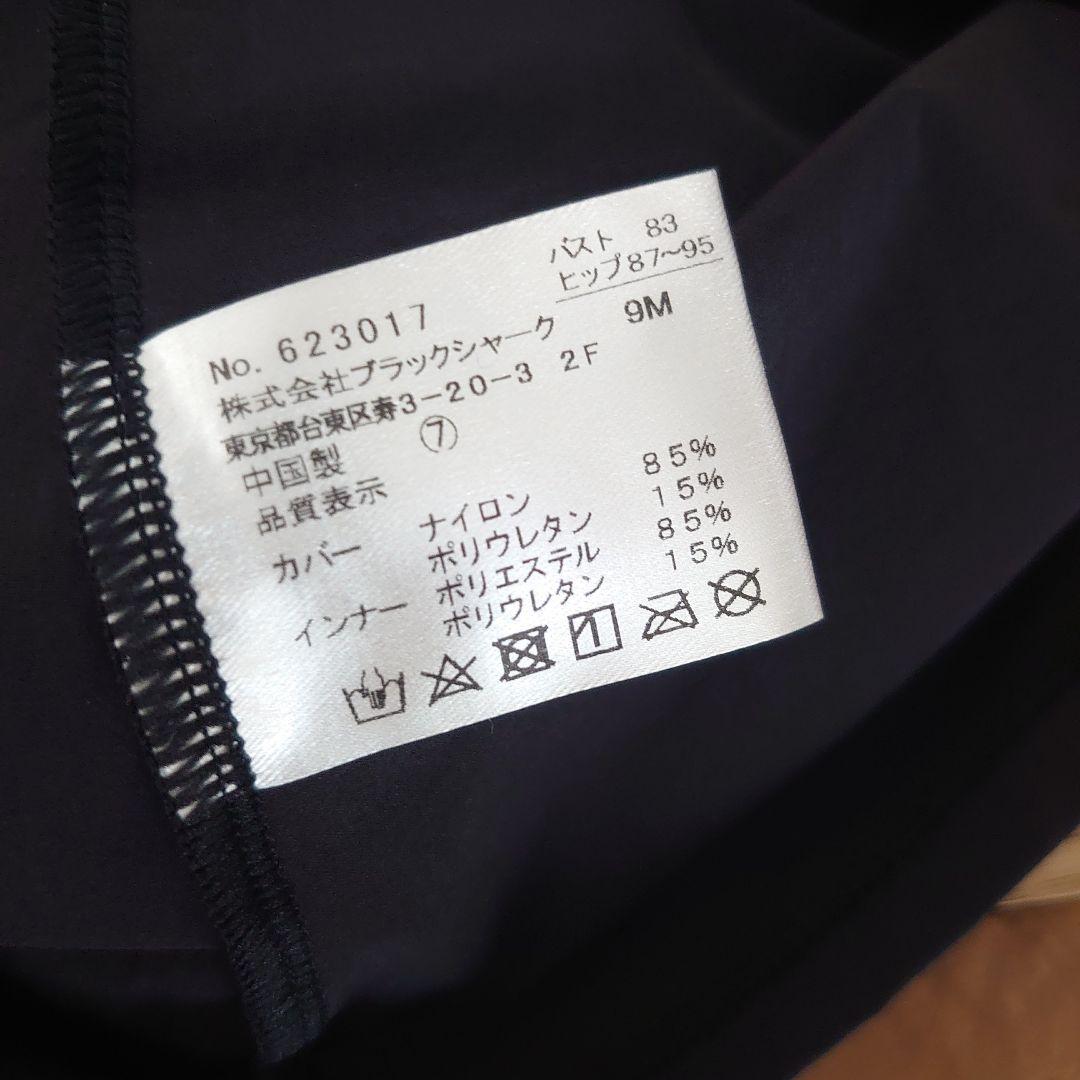 バスト 83
ヒップ87～95
9M
No. 623017
株式会社ブラックシャーク
東京都台東区寿3-20-3 2F
中国製 ⑦
品質表示
カバー ナイロン 85%
ポリウレタン 15%
インナー ポリエステル 85%
ポリウレタン 15%